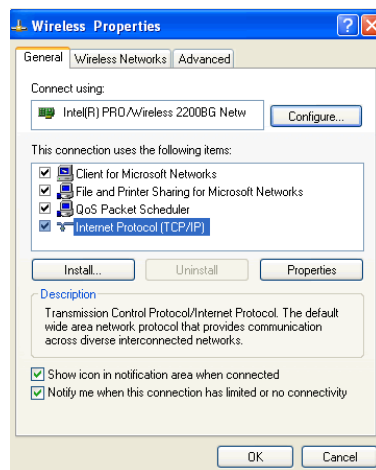 Wireless Properties
General Wireless Networks Advanced
Connect using:
Intel(R) PRO/Wireless 2200BG Netw Configure...
This connection uses the following items:
Client for Microsoft Networks
File and Printer Sharing for Microsoft Networks
QoS Packet Scheduler
Internet Protocol (TCP/IP)
Install... Uninstall Properties
Description
Transmission Control Protocol/Internet Protocol. The default
wide area network protocol that provides communication
across diverse interconnected networks.
Show icon in notification area when connected
Notify me when this connection has limited or no connectivity
OK Cancel